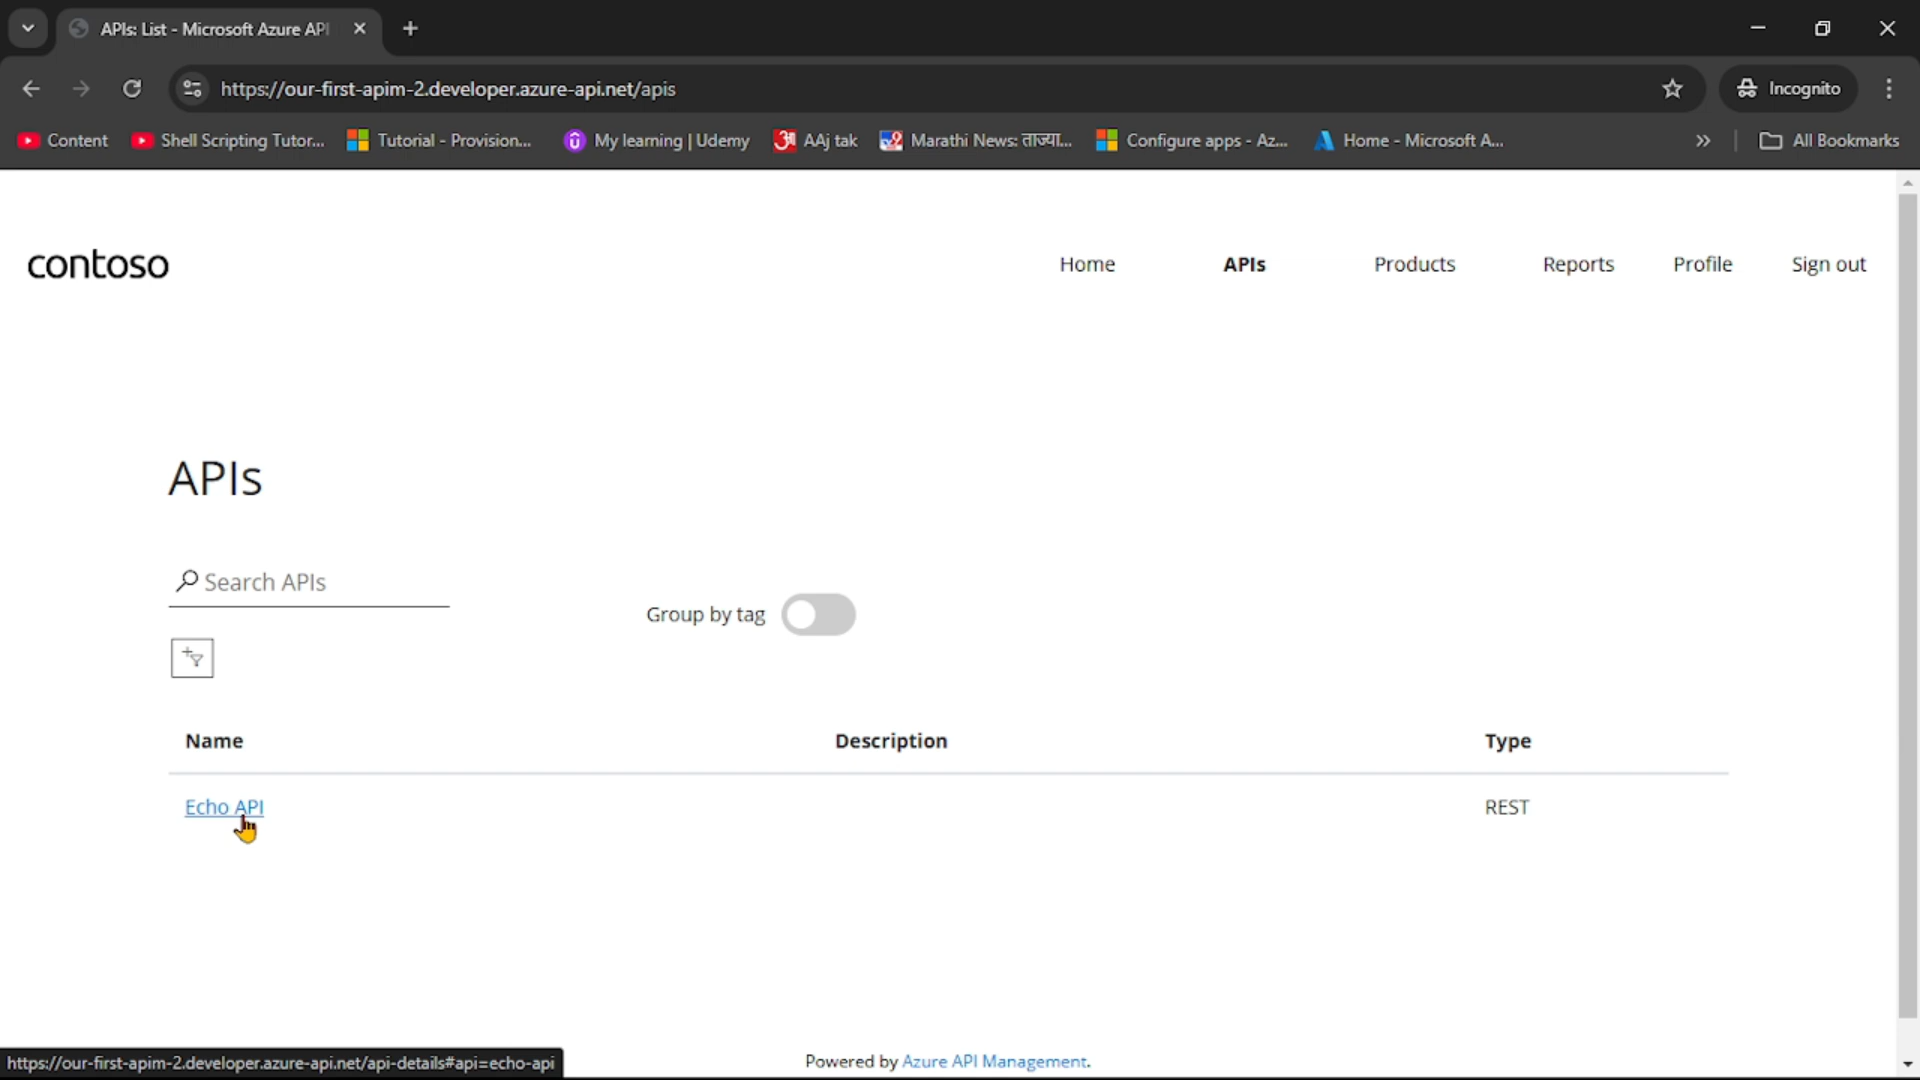 APIs: List - Microsoft Azure API
https://our-first-apim-2.developer.azure-api.net/apis
Incognito
Content
Shell Scripting Tutor...
Tutorial - Provision...
My learning | Udemy
AAj tak
Marathi News: ताज्या...
Configure apps - Az...
Home - Microsoft A...
All Bookmarks
contoso
Home
APIs
Products
Reports
Profile
Sign out
APIs
Search APIs
Group by tag
Name Description Type
Echo API REST
https://our-first-apim-2.developer.azure-api.net/api-details#api=echo-api
Powered by Azure API Management.